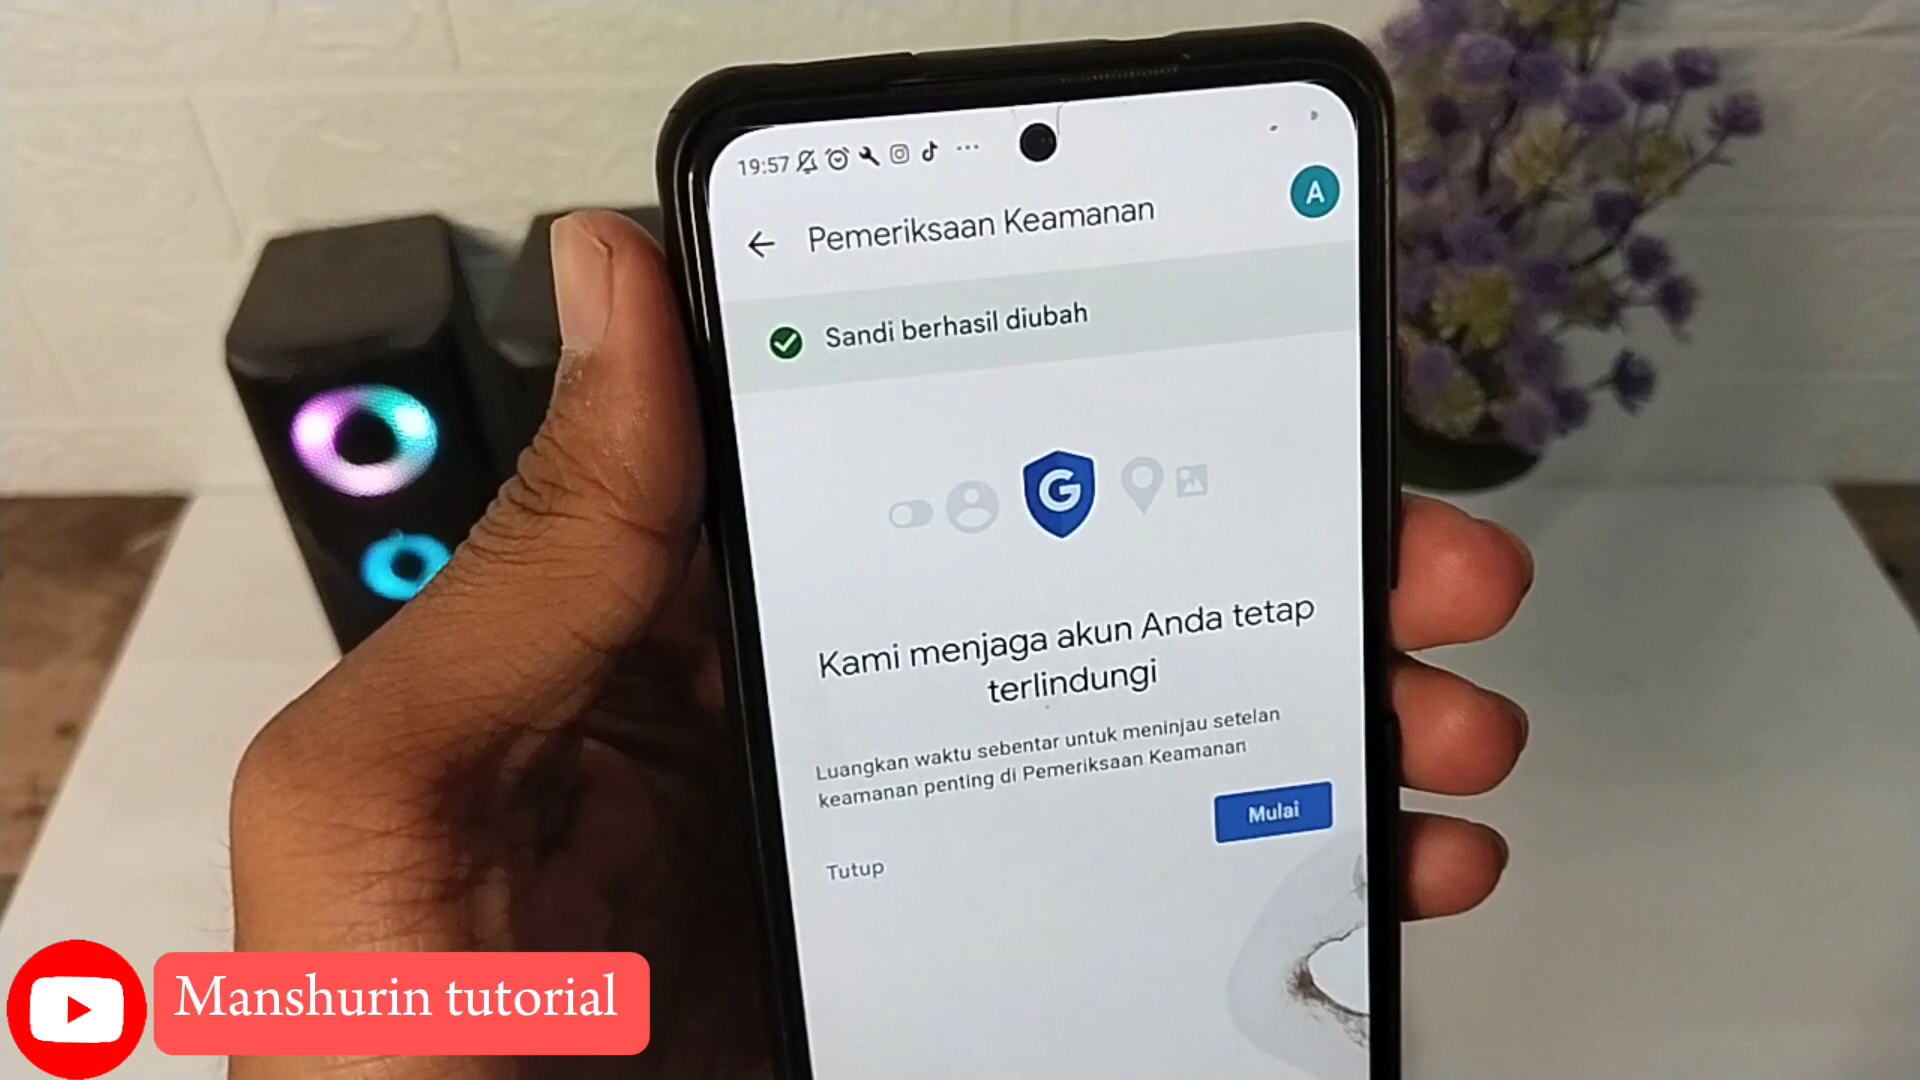 19:57
Pemeriksaan Keamanan
A
Sandi berhasil diubah
G
Kami menjaga akun Anda tetap
terlindungi
Luangkan waktu sebentar untuk meninjau setelan
keamanan penting di Pemeriksaan Keamanan
Mulai
Tutup
Manshurin tutorial